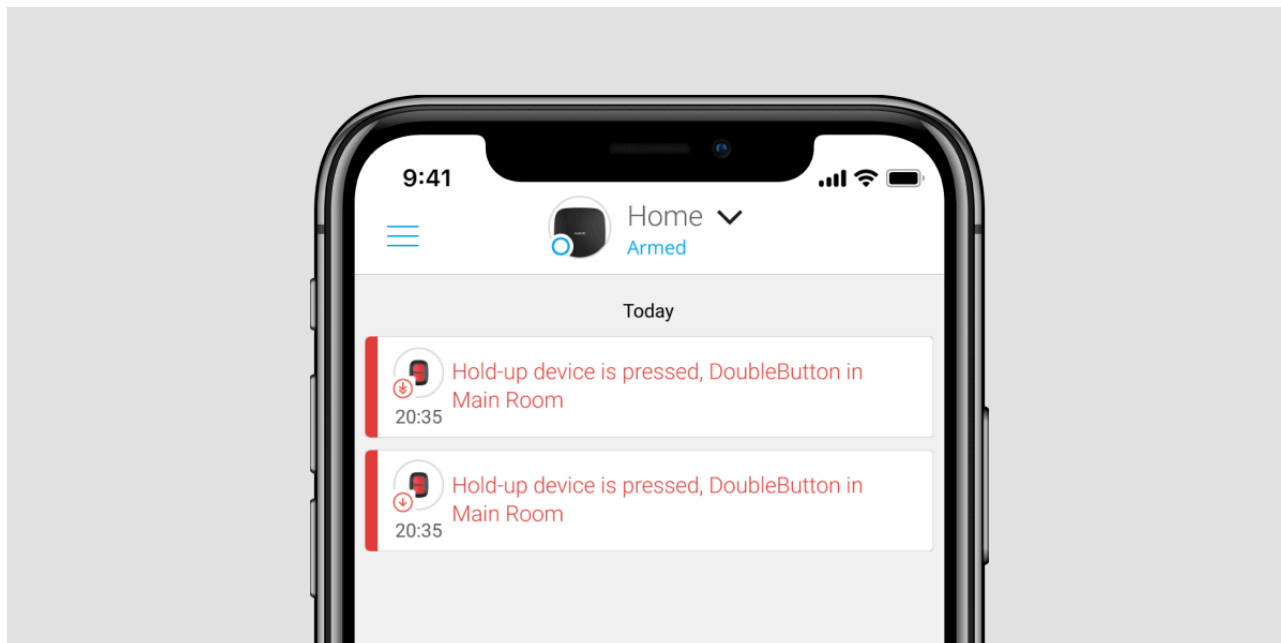 9:41
Home
Armed
Today
Hold-up device is pressed, DoubleButton in
Main Room
20:35
Hold-up device is pressed, DoubleButton in
Main Room
20:35